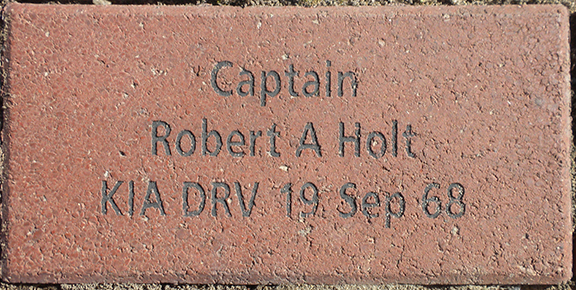 Captain
Robert A Holt
KIA DRV 19 Sep 68